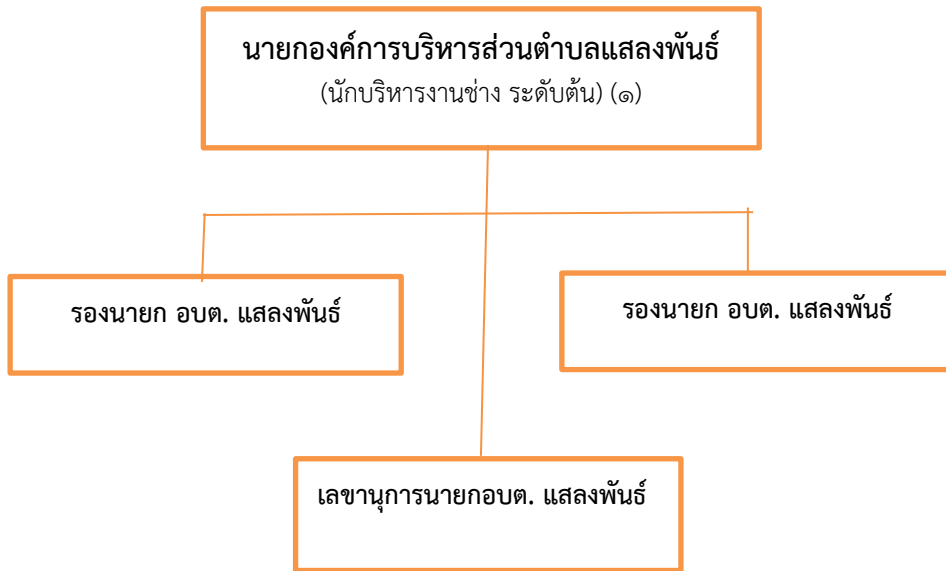 นายกองค์การบริหารส่วนตำบลแสลงพันธ์
(นักบริหารงานช่าง ระดับต้น) (๑)
รองนายก อบต. แสลงพันธ์
รองนายก อบต. แสลงพันธ์
เลขานุการนายกอบต. แสลงพันธ์